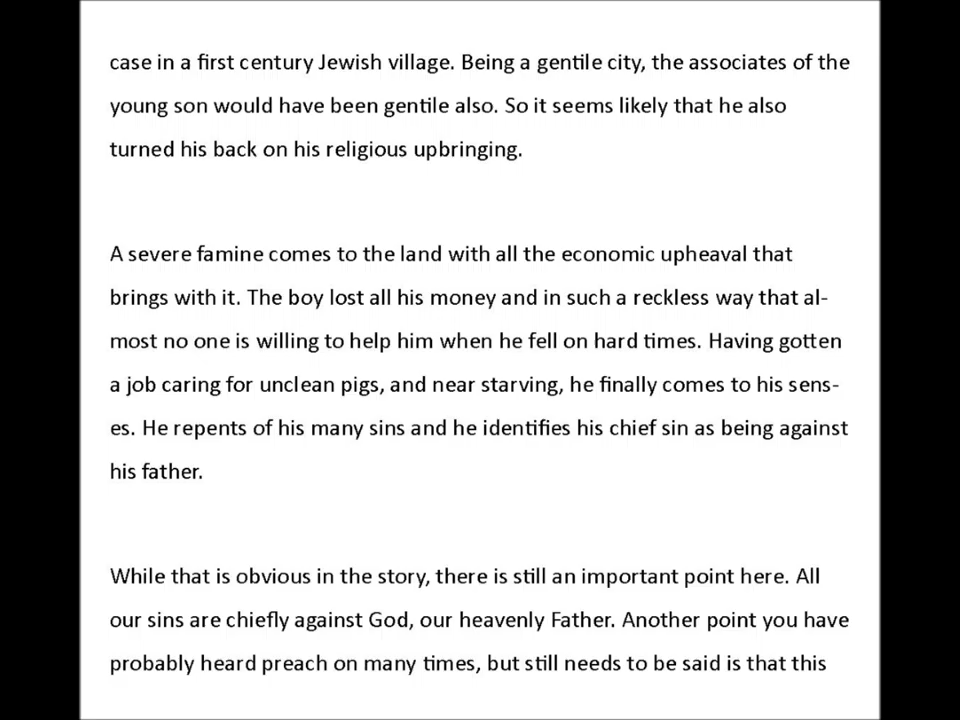 case in a first century Jewish village. Being a gentile city, the associates of the
young son would have been gentile also. So it seems likely that he also
turned his back on his religious upbringing.
A severe famine comes to the land with all the economic upheaval that
brings with it. The boy lost all his money and in such a reckless way that al-
most no one is willing to help him when he fell on hard times. Having gotten
a job caring for unclean pigs, and near starving, he finally comes to his sens-
es. He repents of his many sins and he identifies his chief sin as being against
his father.
While that is obvious in the story, there is still an important point here. All
our sins are chiefly against God, our heavenly Father. Another point you have
probably heard preach on many times, but still needs to be said is that this